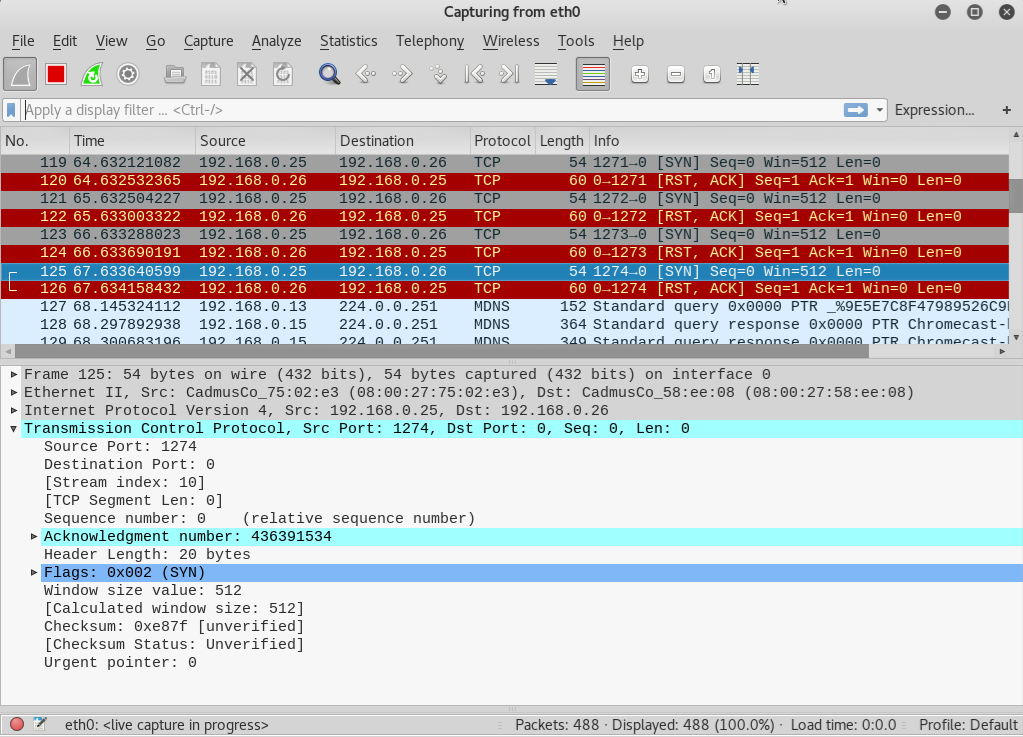 Capturing from eth0
File Edit View Go Capture Analyze Statistics Telephony Wireless Tools Help
Apply a display filter ... <Ctrl-/> Expression... +
No. Time Source Destination Protocol Length Info
119 64.632121082 192.168.0.25 192.168.0.26 TCP 54 1271→0 [SYN] Seq=0 Win=512 Len=0
120 64.632532365 192.168.0.26 192.168.0.25 TCP 60 0→1271 [RST, ACK] Seq=1 Ack=1 Win=0 Len=0
121 65.632504227 192.168.0.25 192.168.0.26 TCP 54 1272→0 [SYN] Seq=0 Win=512 Len=0
122 65.633003322 192.168.0.26 192.168.0.25 TCP 60 0→1272 [RST, ACK] Seq=1 Ack=1 Win=0 Len=0
123 66.633288023 192.168.0.25 192.168.0.26 TCP 54 1273→0 [SYN] Seq=0 Win=512 Len=0
124 66.633690191 192.168.0.26 192.168.0.25 TCP 60 0→1273 [RST, ACK] Seq=1 Ack=1 Win=0 Len=0
125 67.633640599 192.168.0.25 192.168.0.26 TCP 54 1274→0 [SYN] Seq=0 Win=512 Len=0
126 67.634158432 192.168.0.26 192.168.0.25 TCP 60 0→1274 [RST, ACK] Seq=1 Ack=1 Win=0 Len=0
127 68.145324112 192.168.0.13 224.0.0.251 MDNS 152 Standard query 0x0000 PTR _%9E5E7C8F47989526C9
128 68.297892938 192.168.0.15 224.0.0.251 MDNS 364 Standard query response 0x0000 PTR Chromecast-
129 68.300683196 192.168.0.15 224.0.0.251 MDNS 349 Standard query response 0x0000 PTR Chromecast-
Frame 125: 54 bytes on wire (432 bits), 54 bytes captured (432 bits) on interface 0
Ethernet II, Src: CadmusCo_75:02:e3 (08:00:27:75:02:e3), Dst: CadmusCo_58:ee:08 (08:00:27:58:ee:08)
Internet Protocol Version 4, Src: 192.168.0.25, Dst: 192.168.0.26
Transmission Control Protocol, Src Port: 1274, Dst Port: 0, Seq: 0, Len: 0
Source Port: 1274
Destination Port: 0
[Stream index: 10]
[TCP Segment Len: 0]
Sequence number: 0 (relative sequence number)
Acknowledgment number: 436391534
Header Length: 20 bytes
Flags: 0x002 (SYN)
Window size value: 512
[Calculated window size: 512]
Checksum: 0xe87f [unverified]
[Checksum Status: Unverified]
Urgent pointer: 0
eth0: <live capture in progress> Packets: 488 · Displayed: 488 (100.0%) · Load time: 0:0.0 Profile: Default